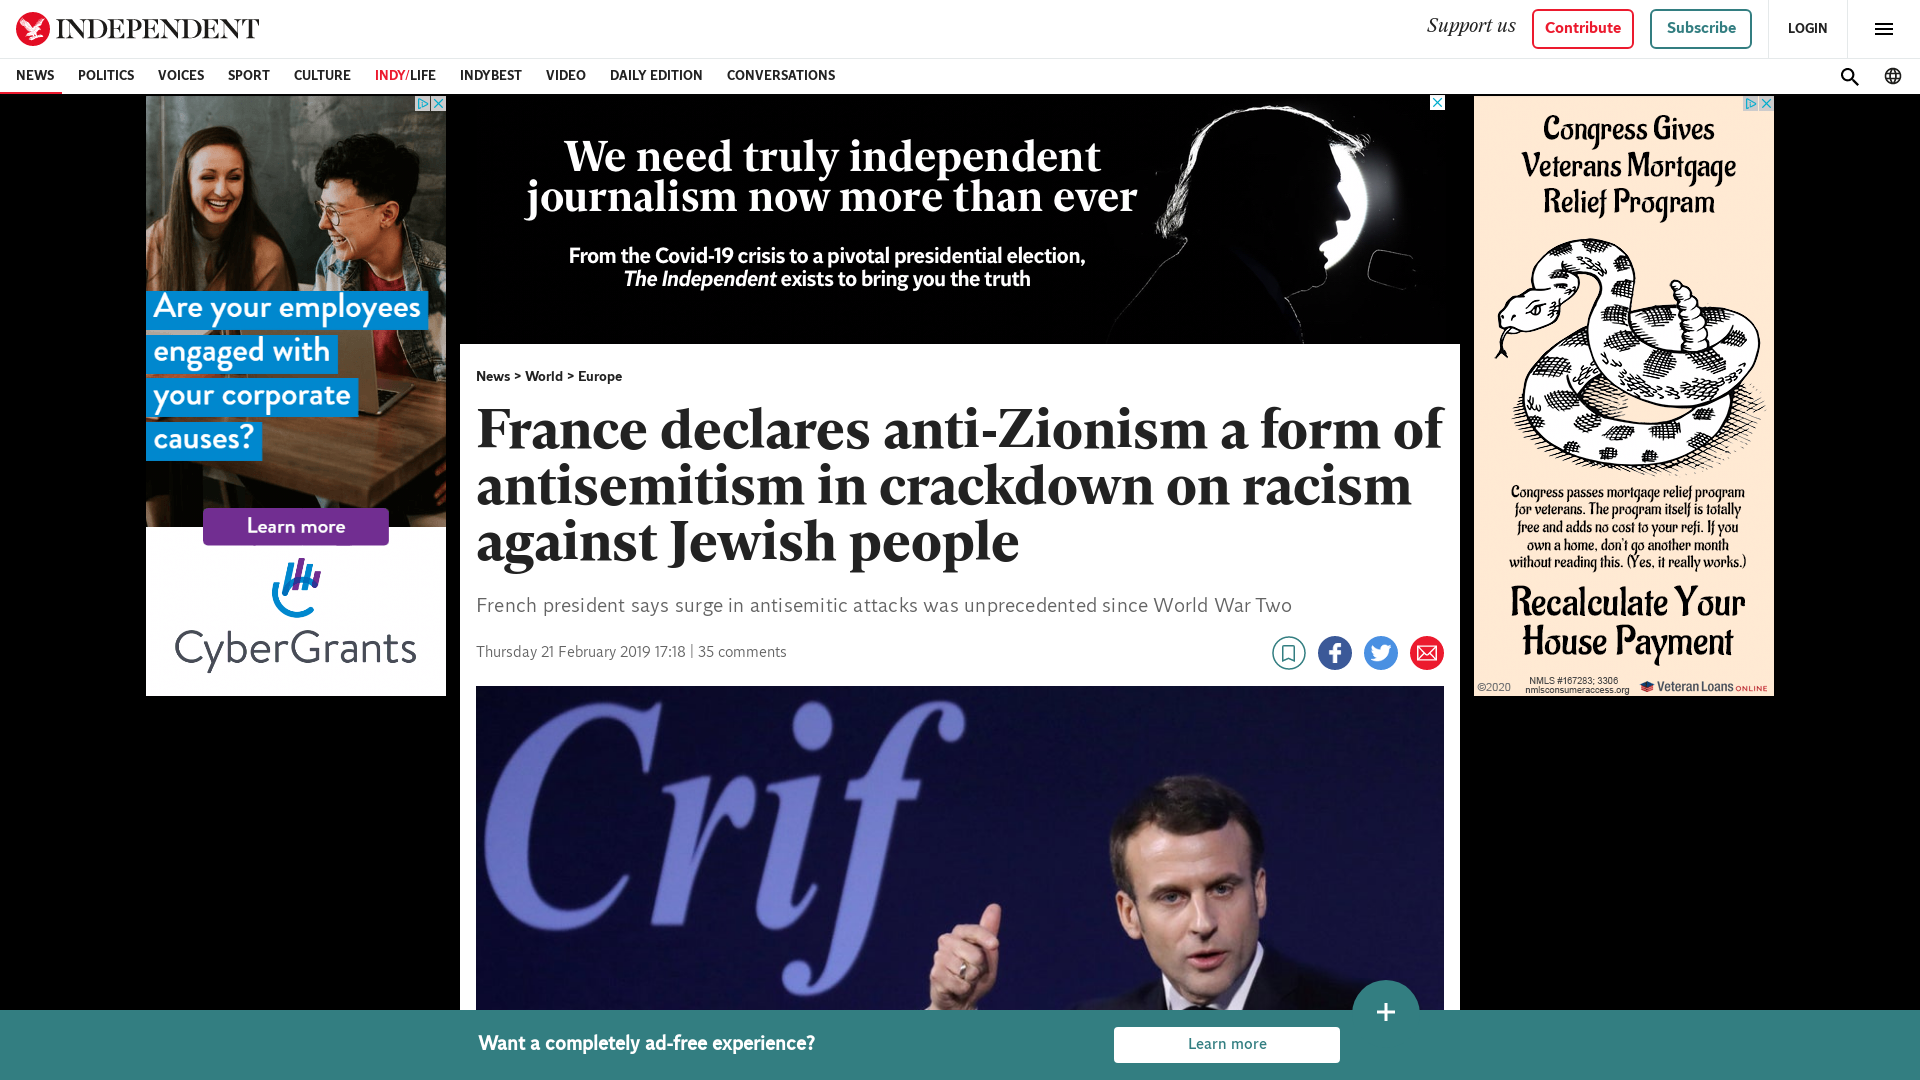 INDEPENDENT
Support us
Contribute
Subscribe
LOGIN
NEWS POLITICS VOICES SPORT CULTURE INDY/LIFE INDYBEST VIDEO DAILY EDITION CONVERSATIONS
Are your employees
engaged with
your corporate
causes?
Learn more
CyberGrants
We need truly independent
journalism now more than ever
From the Covid-19 crisis to a pivotal presidential election,
The Independent exists to bring you the truth
Congress Gives
Veterans Mortgage
Relief Program
Congress passes mortgage relief program
for veterans. The program itself is totally
free and adds no cost to your refi. If you
own a home, don't go another month
without reading this. (Yes, it really works.)
Recalculate Your
House Payment
©2020
NMLS #167283; 3306
nmlsconsumeraccess.org
Veteran Loans ONLINE
News > World > Europe
France declares anti-Zionism a form of
antisemitism in crackdown on racism
against Jewish people
French president says surge in antisemitic attacks was unprecedented since World War Two
Thursday 21 February 2019 17:18 | 35 comments
Crif
Want a completely ad-free experience?
Learn more
+